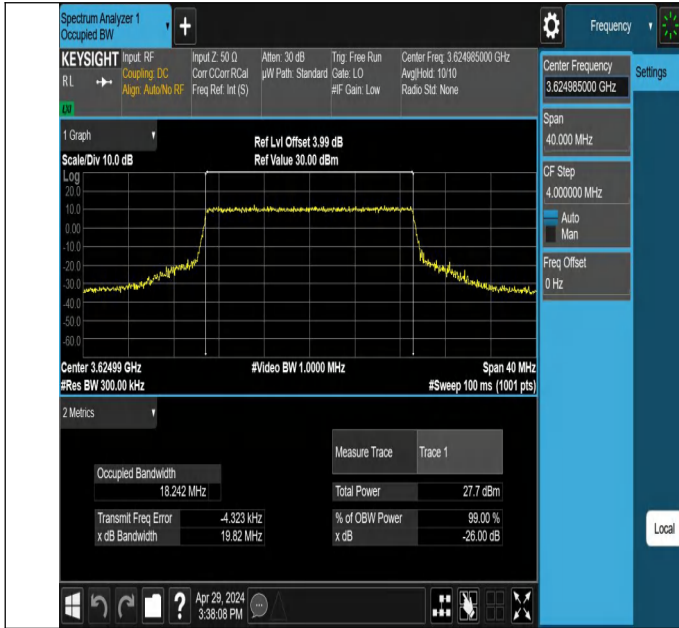 Spectrum Analyzer 1
Occupied BW
+
Frequency
KEYSIGHT
RL
LXI
Input: RF
Coupling: DC
Align: Auto/No RF
Input Z: 50 Ω
Corr CCorr RCal
Freq Ref: Int (S)
Atten: 30 dB
µW Path: Standard
Trig: Free Run
Gate: LO
#IF Gain: Low
Center Freq: 3.624985000 GHz
Avg|Hold: 10/10
Radio Std: None
Center Frequency
3.624985000 GHz
Settings
Span
40.000 MHz
CF Step
4.000000 MHz
Auto
Man
Freq Offset
0 Hz
1 Graph
Scale/Div 10.0 dB
Ref Lvl Offset 3.99 dB
Ref Value 30.00 dBm
Log
20.0
10.0
0.00
-10.0
-20.0
-30.0
-40.0
-50.0
-60.0
Center 3.62499 GHz
#Res BW 300.00 kHz
#Video BW 1.0000 MHz
Span 40 MHz
#Sweep 100 ms (1001 pts)
2 Metrics
Measure Trace Trace 1
Occupied Bandwidth
18.242 MHz
Total Power 27.7 dBm
Transmit Freq Error -4.323 kHz
% of OBW Power 99.00 %
x dB Bandwidth 19.82 MHz
x dB -26.00 dB
Local
?
Apr 29, 2024
3:38:08 PM